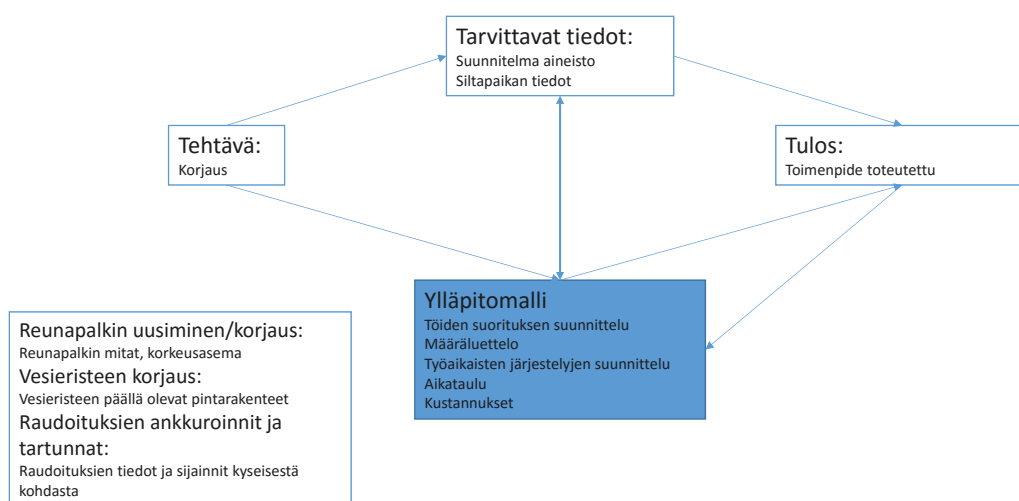 Tarvittavat tiedot:
Suunnitelma aineisto
Siltapaikan tiedot
Tehtävä:
Korjaus
Tulos:
Toimenpide toteutettu
Ylläpitomalli
Töiden suorituksen suunnittelu
Määräluettelo
Työaikaisten järjestelyjen suunnittelu
Aikataulu
Kustannukset
Reunapalkin uusiminen/korjaus:
Reunapalkin mitat, korkeusasema
Vesieristeen korjaus:
Vesieristeen päällä olevat pintarakenteet
Raudoituksien ankkuroinnit ja
tartunnat:
Raudoituksien tiedot ja sijainnit kyseisestä
kohdasta